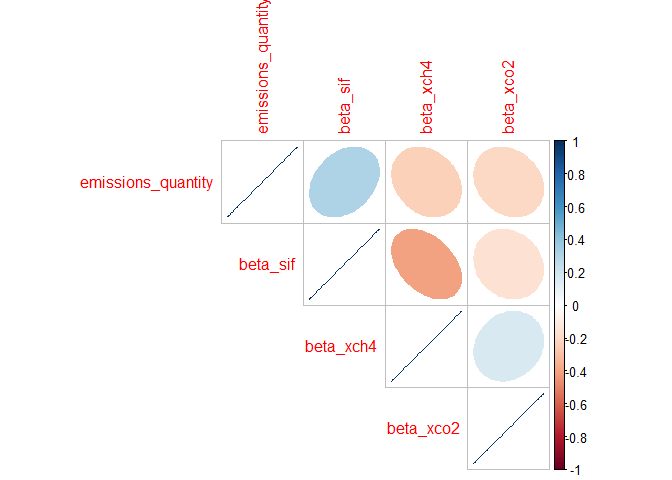 emissions_quantity
beta_sif
beta_xch4
beta_xco2
emissions_quantity
beta_sif
beta_xch4
beta_xco2
1
0.8
0.6
0.4
0.2
0
-0.2
-0.4
-0.6
-0.8
-1